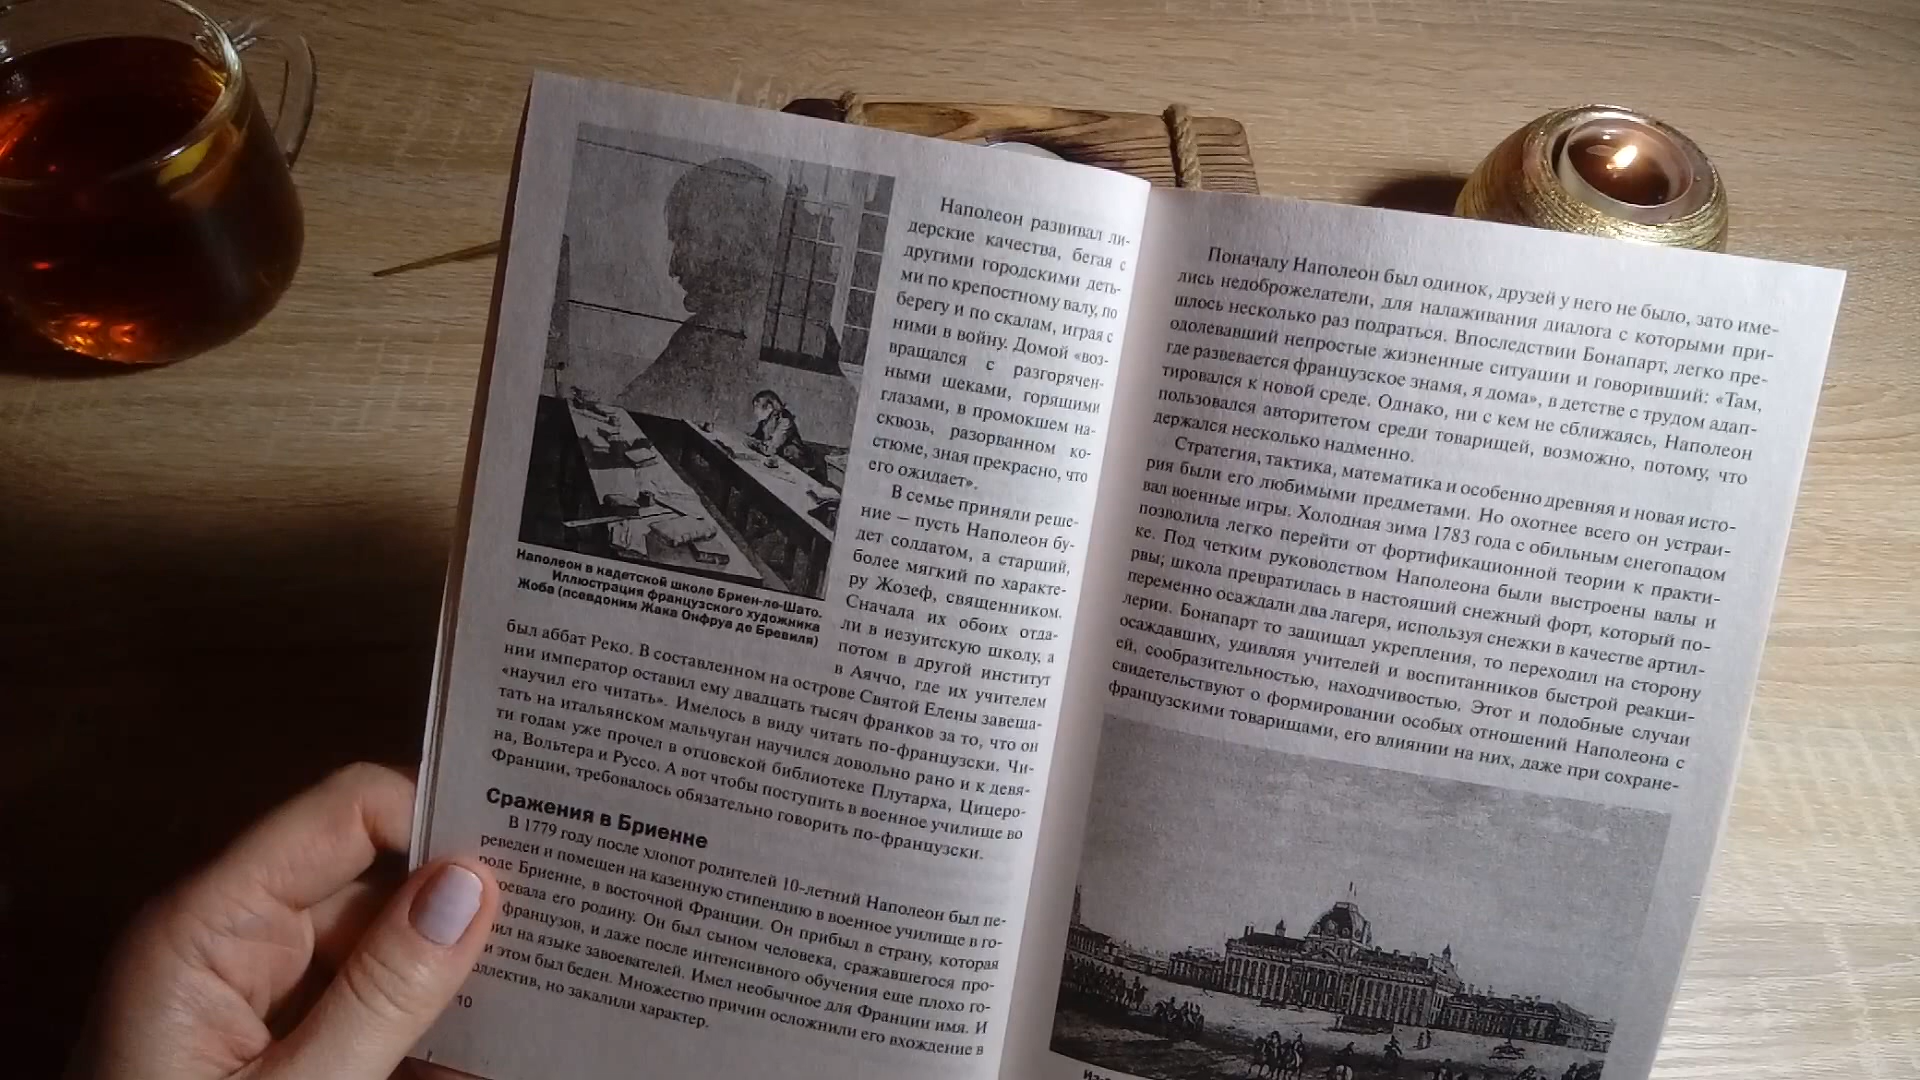 Наполеон развивал ли-
дерские качества, бегая с
другими городскими деть-
ми по крепостному валу, по
берегу и по скалам, играя с
ними в войну. Домой «воз-
вращался с разгорячен-
ными щеками, горящими
глазами, в промокшем на-
сквозь, разорванном ко-
стюме, зная прекрасно, что
его ожидает».
В семье приняли реше-
ние — пусть Наполеон бу-
дет солдатом, а старший,
более мягкий по характе-
ру Жозеф, священником.
Сначала их обоих отда-
ли в иезуитскую школу, а
потом в другой институт
в Аяччо, где их учителем
Наполеон в кадетской школе Бриен-ле-Шато.
Иллюстрация французского художника
Жоба (псевдоним Жака Онфруа де Бревиля)
был аббат Реко. В составленном на острове Святой Елены завеща-
нии император оставил ему двадцать тысяч франков за то, что он
«научил его читать». Имелось в виду читать по-французски. Чи-
тать на итальянском мальчуган научился довольно рано и к девя-
ти годам уже прочел в отцовской библиотеке Плутарха, Цицеро-
на, Вольтера и Руссо. А вот чтобы поступить в военное училище во
Франции, требовалось обязательно говорить по-французски.
Сражения в Бриенне
В 1779 году после хлопот родителей 10-летний Наполеон был пе-
реведен и помещен на казенную стипендию в военное училище в го-
роде Бриенне, в восточной Франции. Он прибыл в страну, которая
его родину. Он был сыном человека, сражавшегося про-
французов, и даже после интенсивного обучения еще плохо го-
на языке завоевателей. Имел необычное для Франции имя. И
этом был беден. Множество причин осложнили его вхождение в
но закалили характер.
10
Поначалу Наполеон был одинок, друзей у него не было, зато име-
лись недоброжелатели, для налаживания диалога с которыми при-
шлось несколько раз подраться. Впоследствии Бонапарт, легко пре-
одолевавший непростые жизненные ситуации и говоривший: «Там,
где развевается французское знамя, я дома», в детстве с трудом адап-
тировался к новой среде. Однако, ни с кем не сближаясь, Наполеон
пользовался авторитетом среди товарищей, возможно, потому, что
держался несколько надменно.
Стратегия, тактика, математика и особенно древняя и новая исто-
рия были его любимыми предметами. Но охотнее всего он устраи-
вал военные игры. Холодная зима 1783 года с обильным снегопадом
позволила легко перейти от фортификационной теории к практи-
ке. Под четким руководством Наполеона были выстроены валы и
рвы; школа превратилась в настоящий снежный форт, который по-
переменно осаждали два лагеря, используя снежки в качестве артил-
лерии. Бонапарт то защищал укрепления, то переходил на сторону
осаждавших, удивляя учителей и воспитанников быстрой реакци-
ей, сообразительностью, находчивостью. Этот и подобные случаи
свидетельствуют о формировании особых отношений Наполеона с
французскими товарищами, его влиянии на них, даже при сохране-